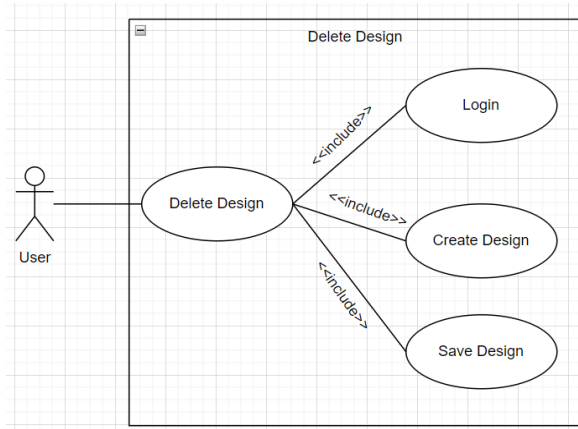 Delete Design
Login
<<include>>
<<include>>
Delete Design
Create Design
User
<<include>>
Save Design